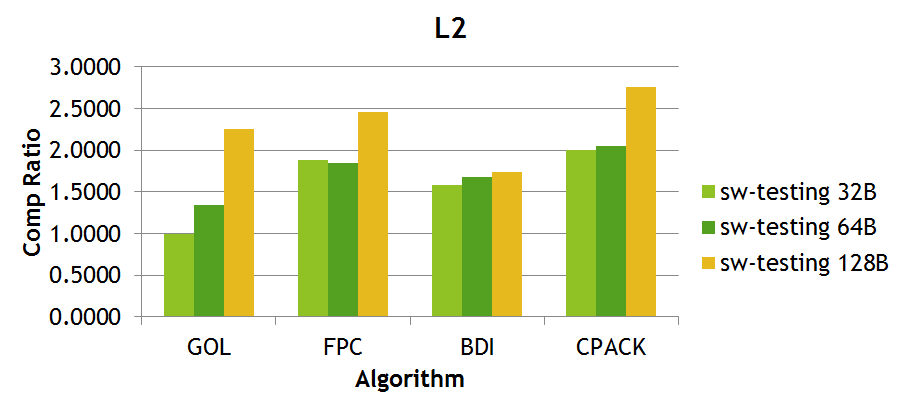 L2
3.0000
2.5000
2.0000
1.5000
1.0000
0.5000
0.0000
Comp Ratio
GOL FPC BDI CPACK
Algorithm
sw-testing 32B
sw-testing 64B
sw-testing 128B